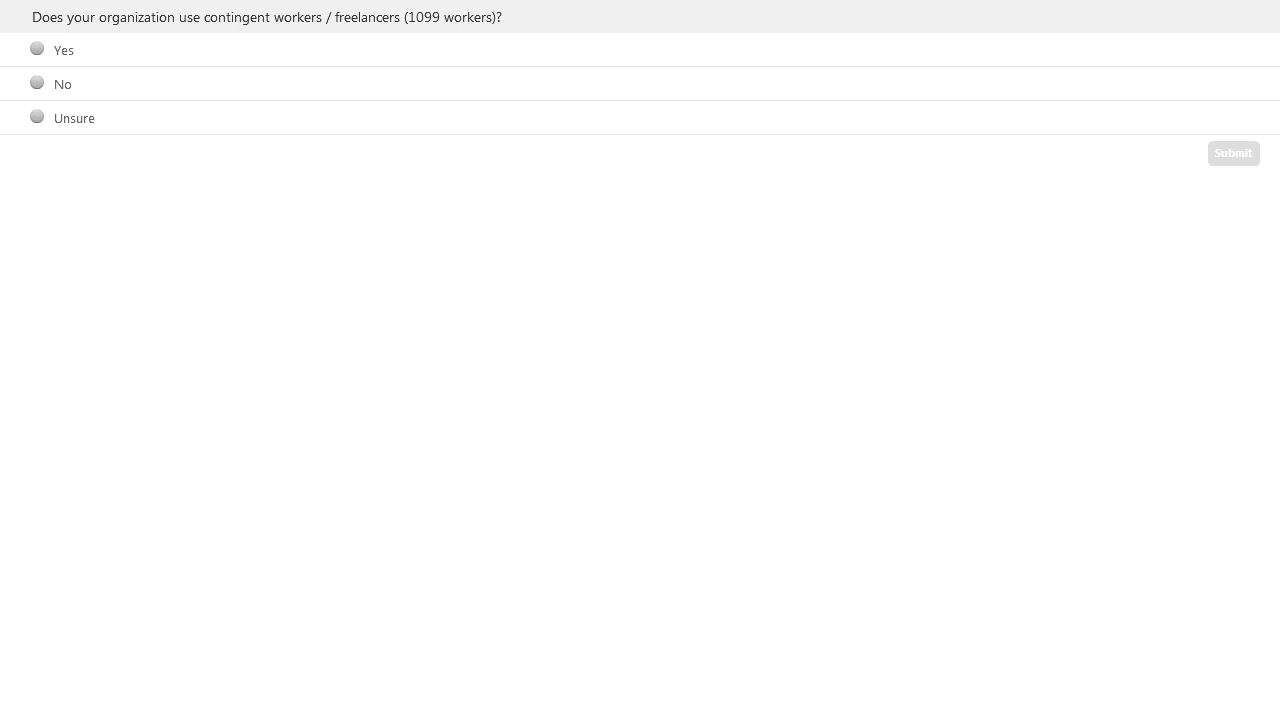 Does your organization use contingent workers / freelancers (1099 workers)?
Yes
No
Unsure
Submit